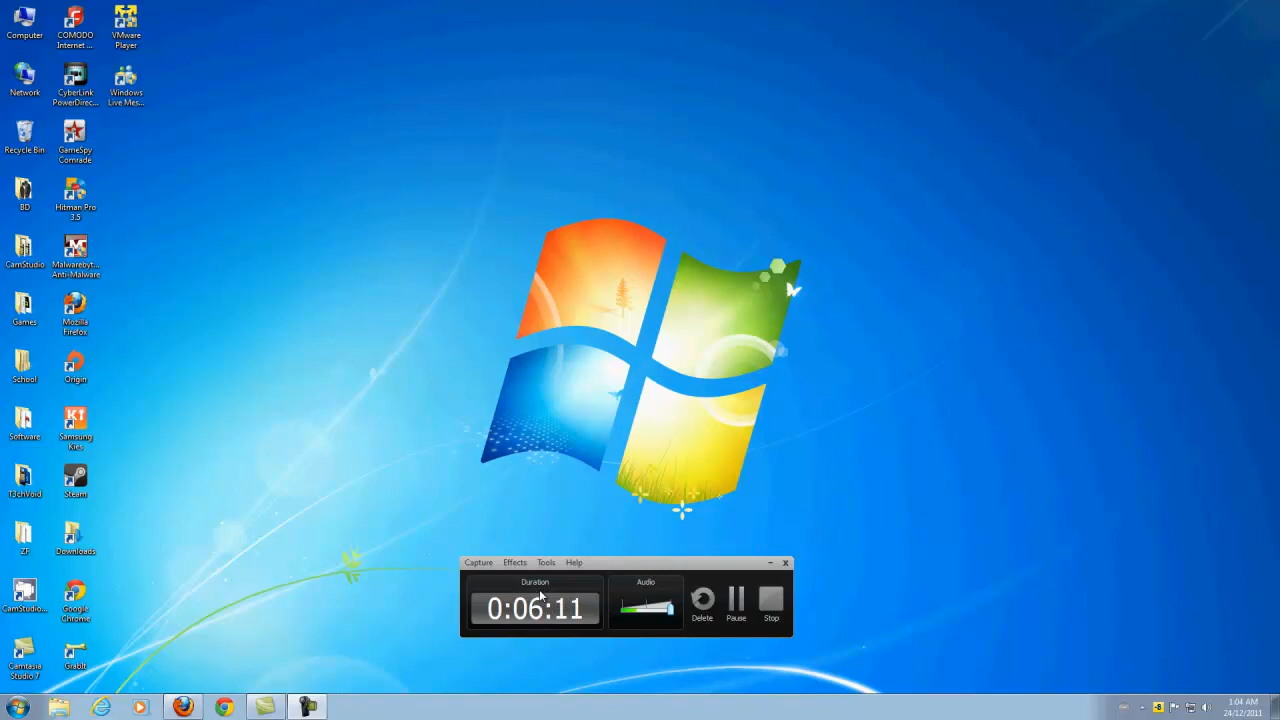 Computer
COMODO
Internet ...
VMware
Player
Network
CyberLink
PowerDirec...
Windows
Live Mes...
Recycle Bin
GameSpy
Comrade
BD
Hitman Pro
3.5
CamStudio
Malwarebyt...
Anti-Malware
Games
Mozilla
Firefox
School
Origin
Software
Samsung
Kies
T3chVoid
Steam
ZF
Downloads
CamStudio...
Google
Chrome
Camtasia
Studio 7
GrabIt
Capture Effects Tools Help
Duration
Audio
0:06:11
Delete
Pause
Stop
1:04 AM
24/12/2011